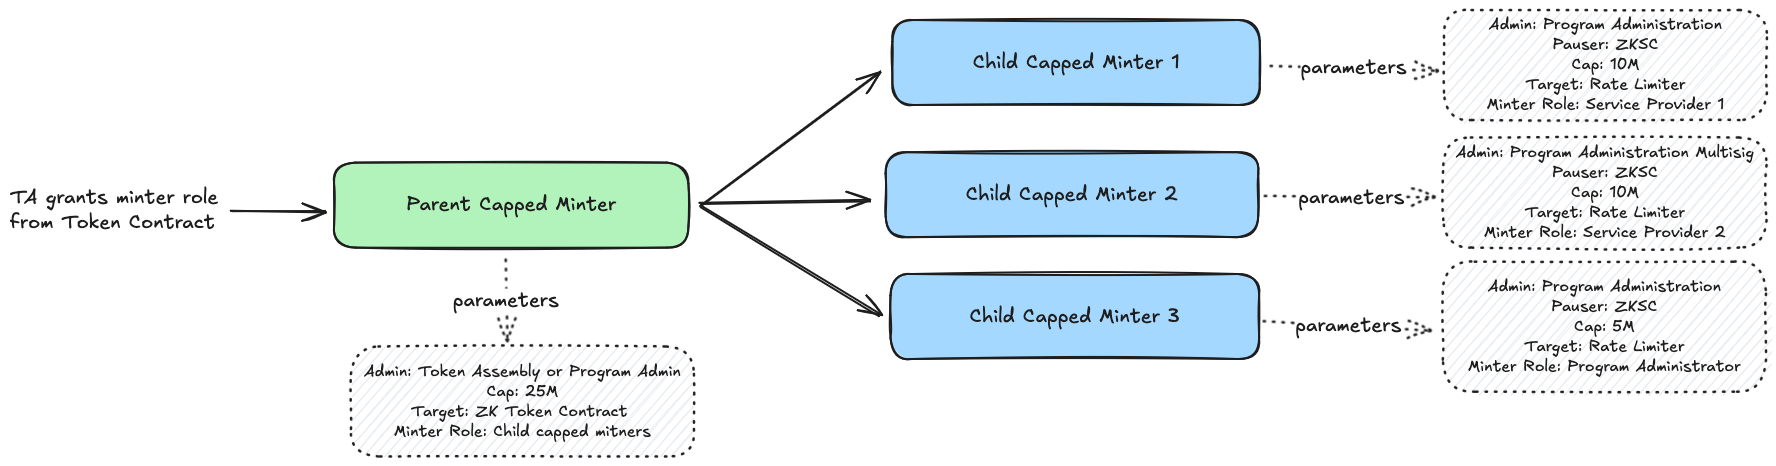 TA grants minter role
from Token Contract
Parent Capped Minter
parameters
Admin: Token Assembly or Program Admin
Cap: 25M
Target: ZK Token Contract
Minter Role: Child capped mitners
Child Capped Minter 1
parameters
Admin: Program Administration
Pauser: ZKSC
Cap: 10M
Target: Rate Limiter
Minter Role: Service Provider 1
Child Capped Minter 2
parameters
Admin: Program Administration Multisig
Pauser: ZKSC
Cap: 10M
Target: Rate Limiter
Minter Role: Service Provider 2
Child Capped Minter 3
parameters
Admin: Program Administration
Pauser: ZKSC
Cap: 5M
Target: Rate Limiter
Minter Role: Program Administrator